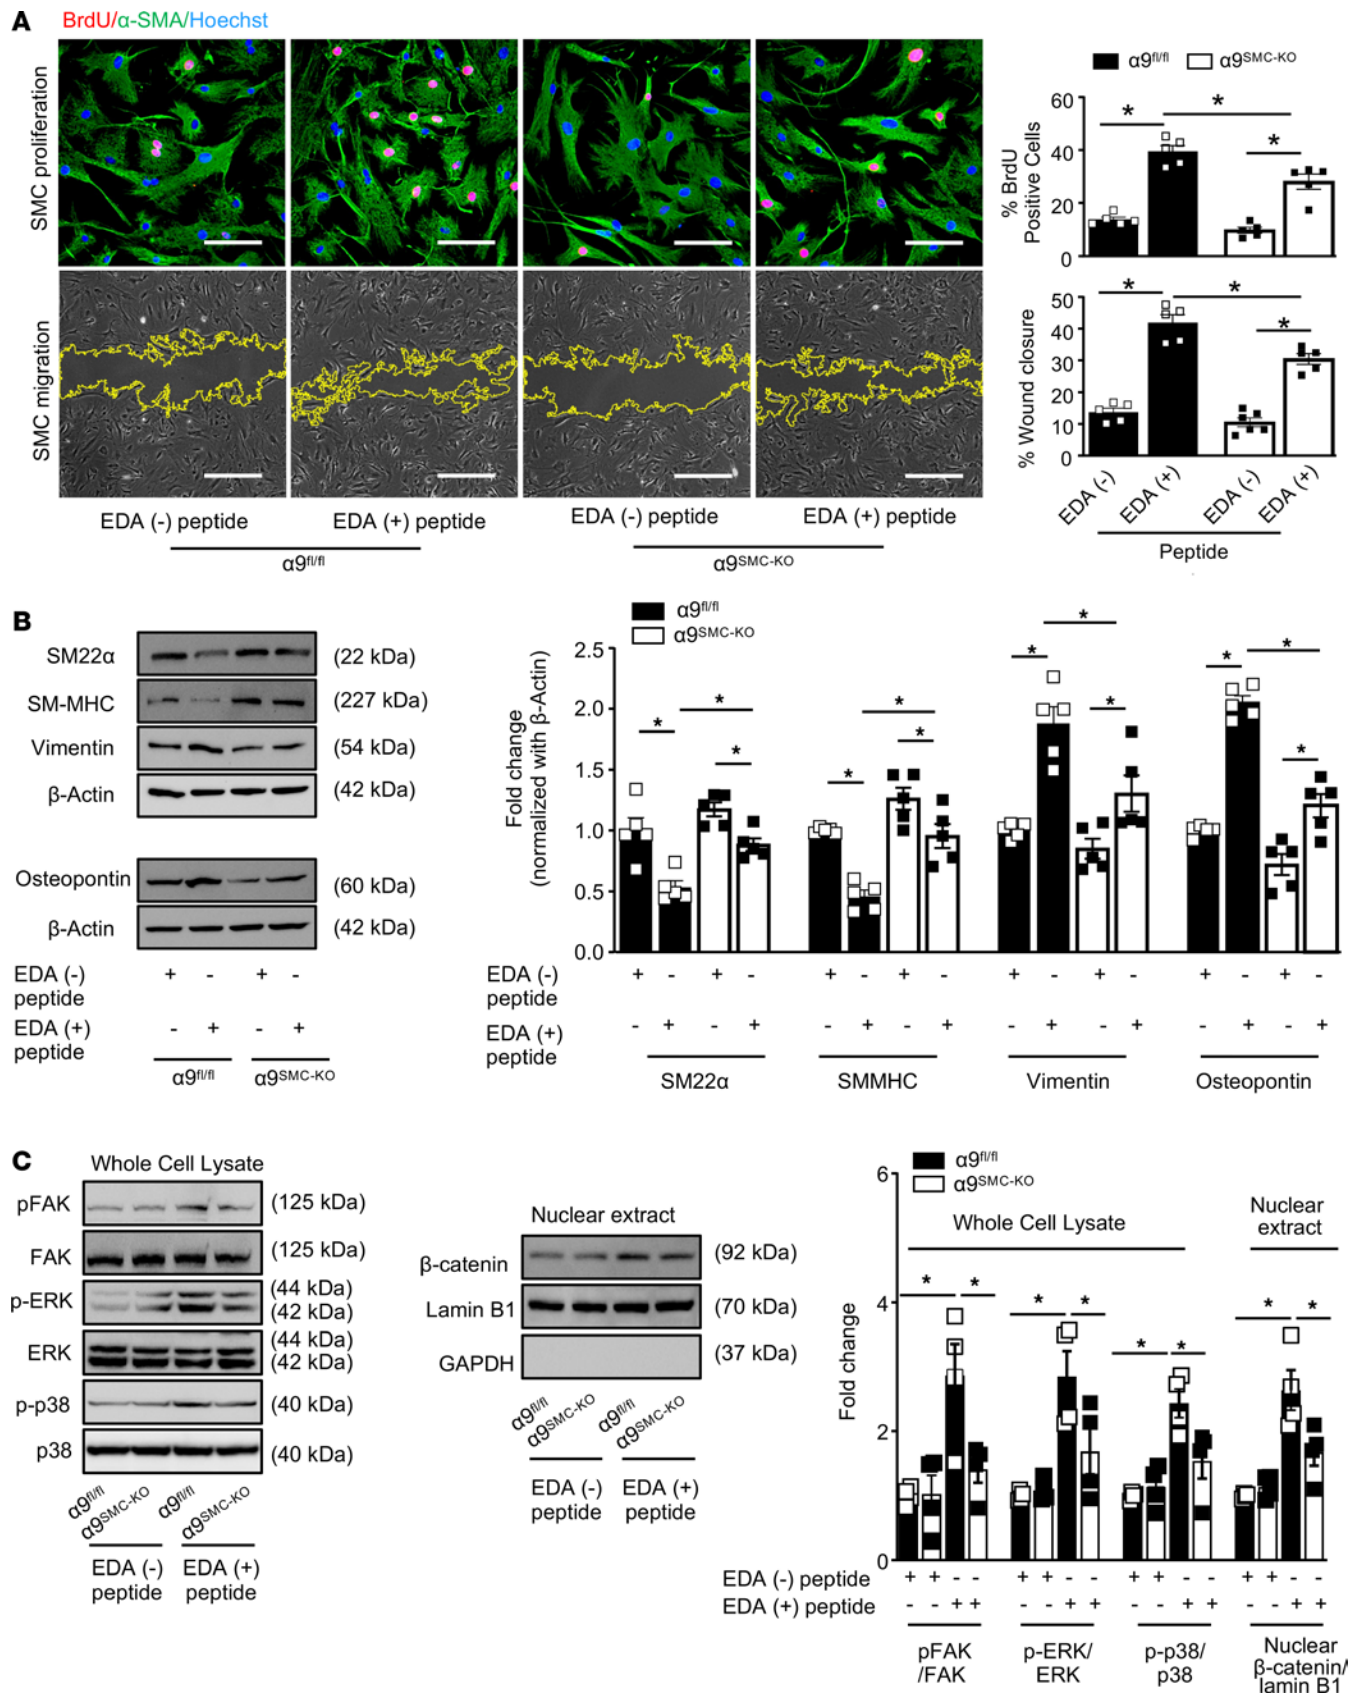 A
BrdU/α-SMA/Hoechst
SMC proliferation
SMC migration
EDA (-) peptide
EDA (+) peptide
EDA (-) peptide
EDA (+) peptide
α9fl/fl
α9SMC-KO
α9fl/fl
α9SMC-KO
% BrdU
Positive Cells
60
40
20
0
*
*
*
% Wound closure
50
40
30
20
10
0
*
*
*
EDA (-)
EDA (+)
EDA (-)
EDA (+)
Peptide
B
SM22α
(22 kDa)
SM-MHC
(227 kDa)
Vimentin
(54 kDa)
β-Actin
(42 kDa)
Osteopontin
(60 kDa)
β-Actin
(42 kDa)
EDA (-)
peptide
+ - + -
EDA (+)
peptide
- + - +
α9fl/fl
α9SMC-KO
α9fl/fl
α9SMC-KO
Fold change
(normalized with β-Actin)
2.5
2.0
1.5
1.0
0.5
0.0
* * *
* * *
* * *
* * *
EDA (-)
peptide
+ - + - + - + - + - + - + - + -
EDA (+)
peptide
- + - + - + - + - + - + - + - +
SM22α
SMMHC
Vimentin
Osteopontin
C
Whole Cell Lysate
pFAK
(125 kDa)
FAK
(125 kDa)
p-ERK
(44 kDa)
(42 kDa)
ERK
(44 kDa)
(42 kDa)
p-p38
(40 kDa)
p38
(40 kDa)
α9fl/fl
α9SMC-KO
α9fl/fl
α9SMC-KO
EDA (-)
peptide
EDA (+)
peptide
Nuclear extract
β-catenin
(92 kDa)
Lamin B1
(70 kDa)
GAPDH
(37 kDa)
α9fl/fl
α9SMC-KO
α9fl/fl
α9SMC-KO
EDA (-)
peptide
EDA (+)
peptide
α9fl/fl
α9SMC-KO
Whole Cell Lysate
Nuclear
extract
Fold change
6
4
2
0
* *
* *
* *
* *
EDA (-) peptide
+ + - - + + - - + + - - + + - -
EDA (+) peptide
- - + + - - + + - - + + - - + +
pFAK
/FAK
p-ERK/
ERK
p-p38/
p38
Nuclear
β-catenin/
lamin B1